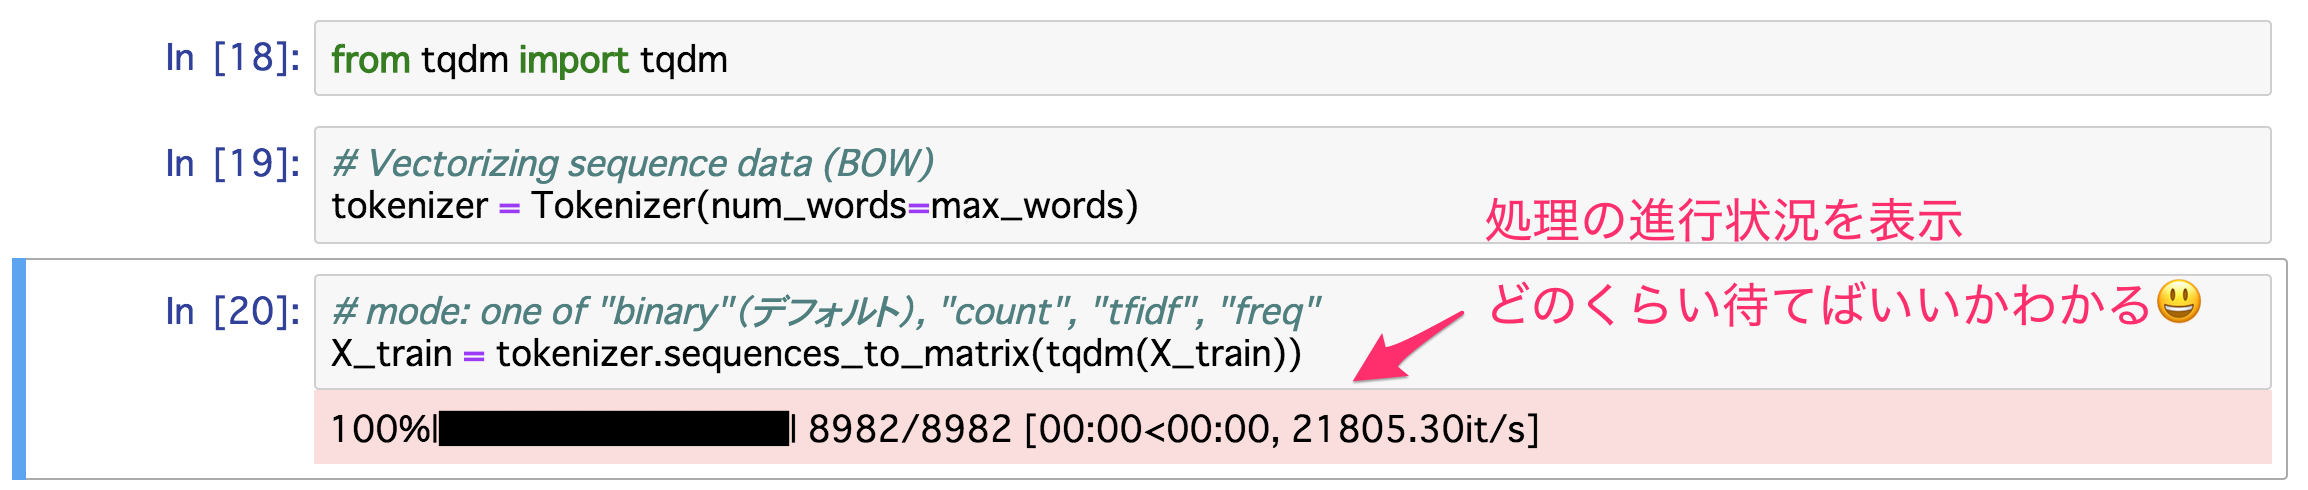 In [18]:
from tqdm import tqdm
In [19]:
# Vectorizing sequence data (BOW)
tokenizer = Tokenizer(num_words=max_words)
処理の進行状況を表示
どのくらい待てばいいかわかる😃
In [20]:
# mode: one of "binary"(デフォルト), "count", "tfidf", "freq"
X_train = tokenizer.sequences_to_matrix(tqdm(X_train))
100%|██████████| 8982/8982 [00:00<00:00, 21805.30it/s]